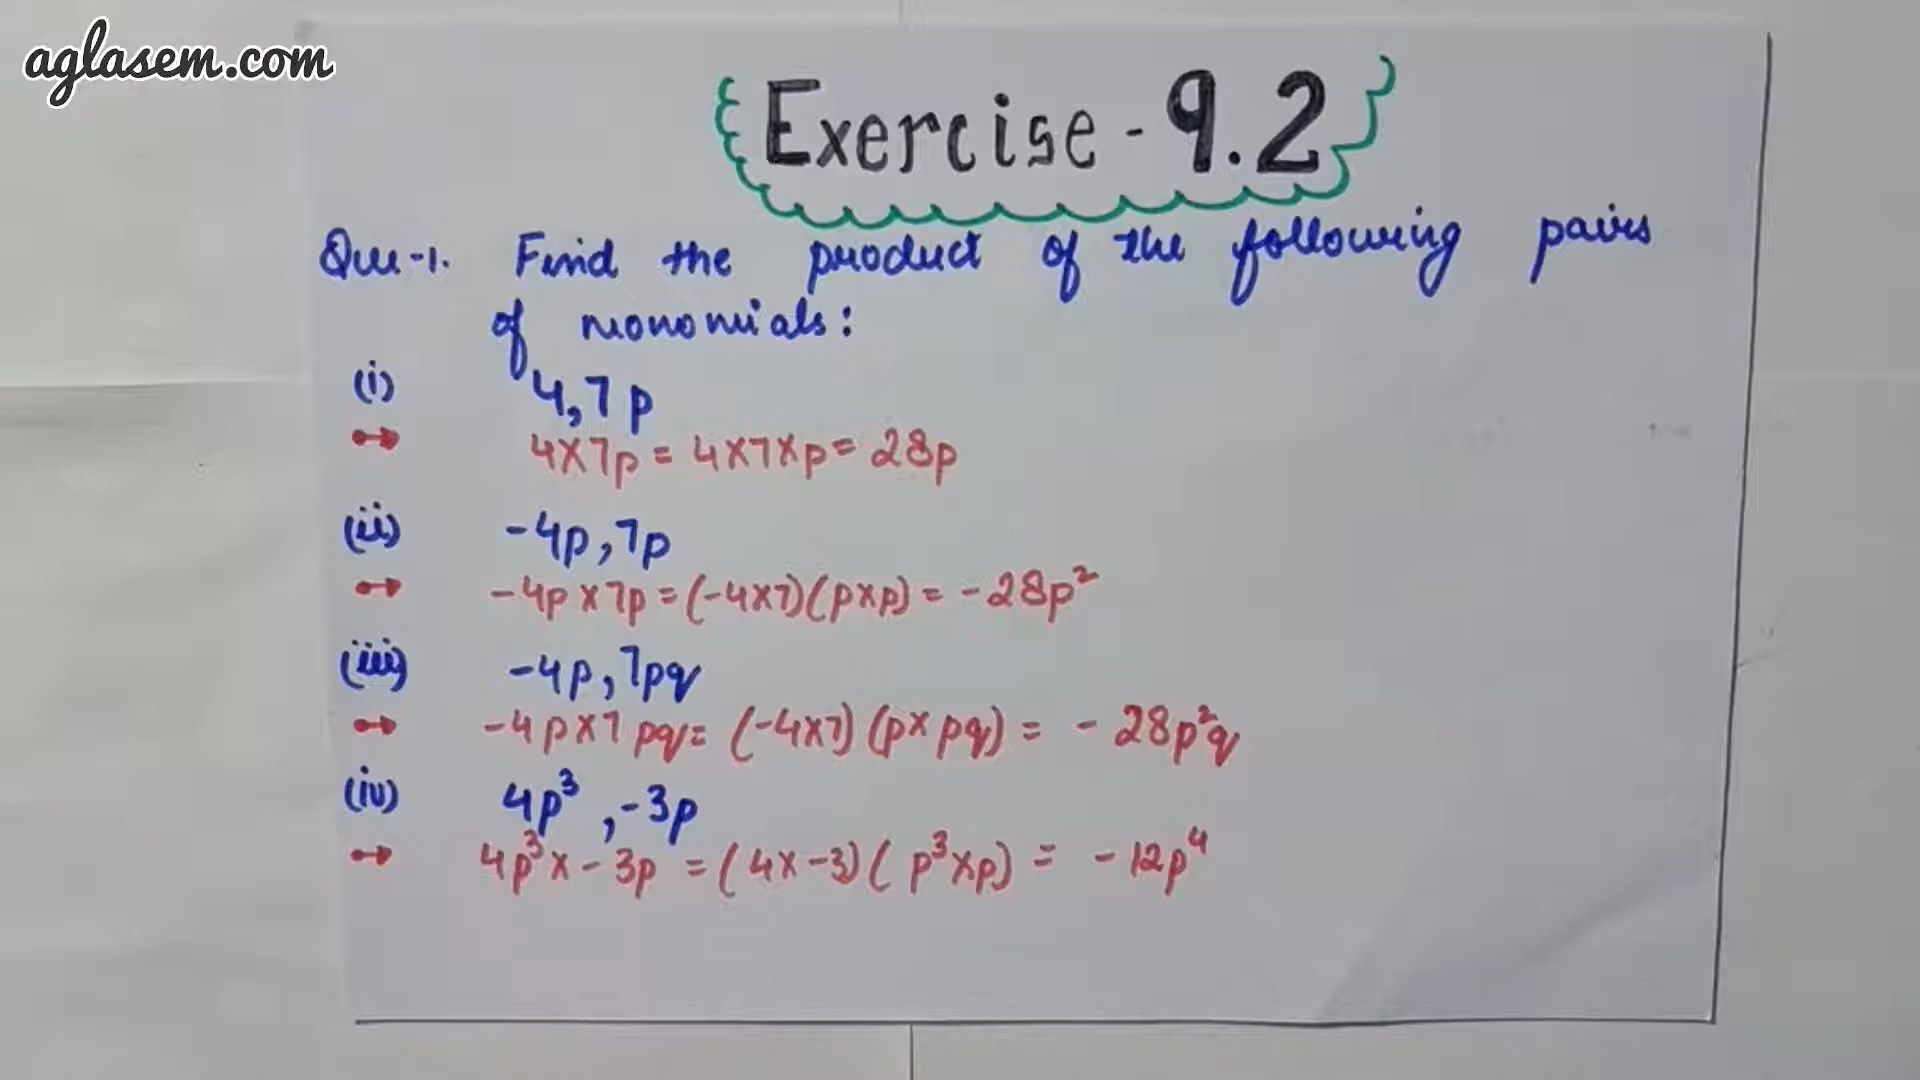 aglasem.com
Exercise - 9.2
Que-1. Find the product of the following pairs
of monomials:
(i) 4, 7p
4×7p = 4×7×p = 28p
(ii) -4p, 7p
-4p×7p = (-4×7)(p×p) = -28p²
(iii) -4p, 7pq
-4p×7pq = (-4×7)(p×pq) = -28p²q
(iv) 4p³, -3p
4p³×-3p = (4×-3)(p³×p) = -12p⁴